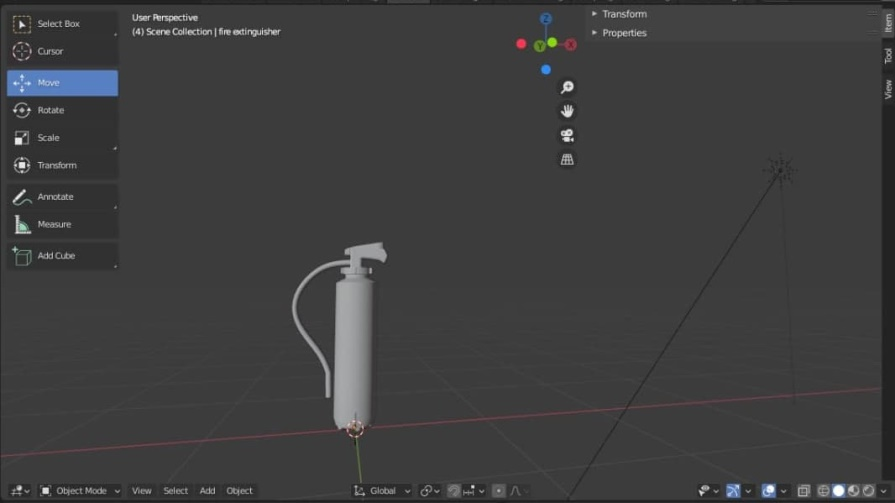 User Perspective
(4) Scene Collection | fire extinguisher
Select Box
Cursor
Move
Rotate
Scale
Transform
Annotate
Measure
Add Cube
Z
Y
X
Transform
Properties
Item
Tool
View
Object Mode
View
Select
Add
Object
Global